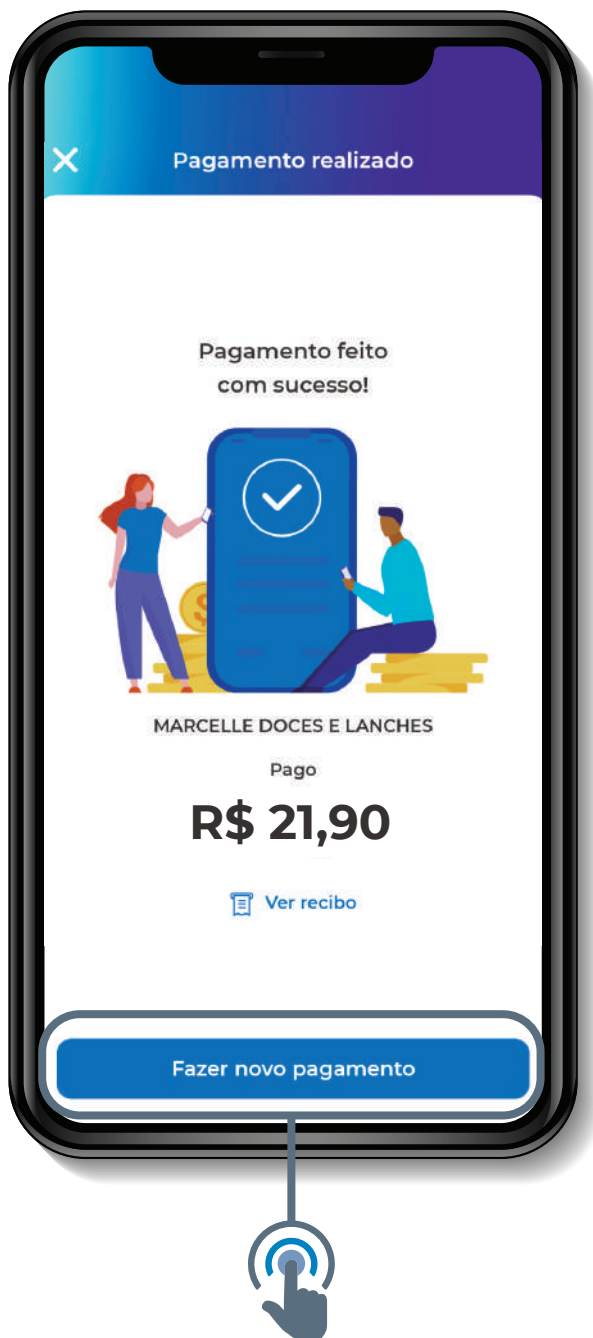 Pagamento realizado
Pagamento feito
com sucesso!
$
MARCELLE DOCES E LANCHES
Pago
R$ 21,90
Ver recibo
Fazer novo pagamento